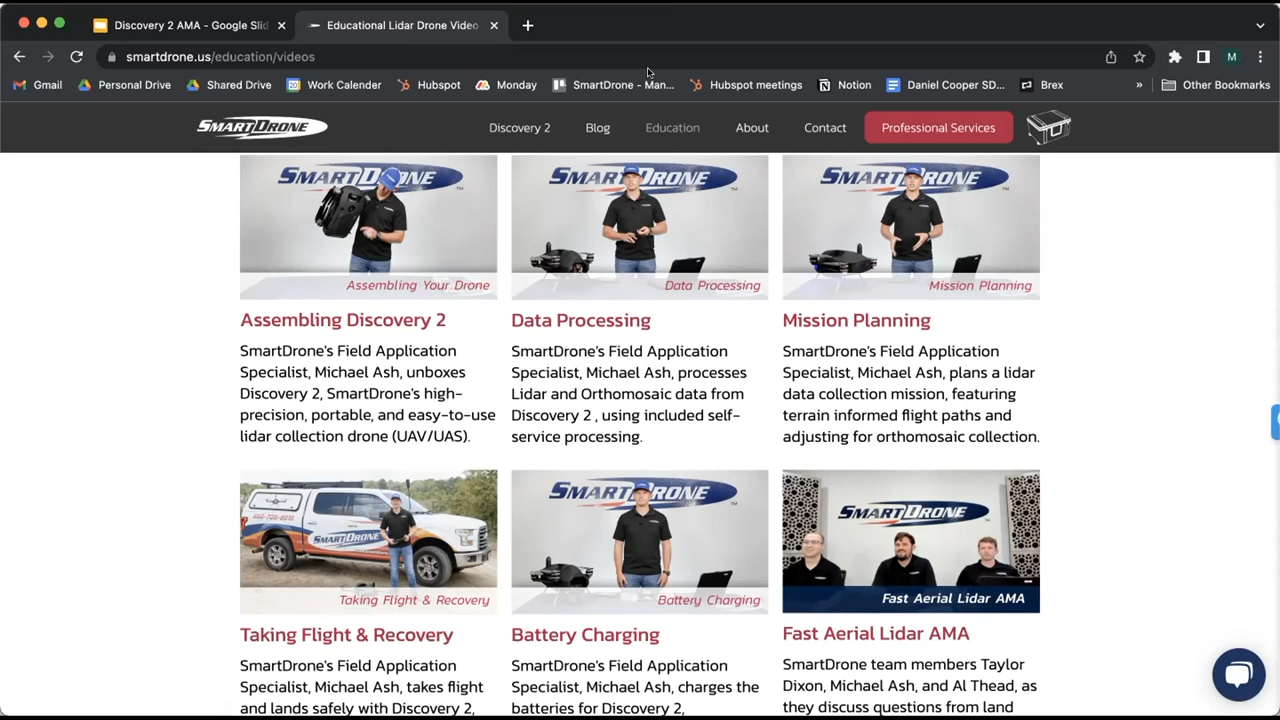 Discovery 2 AMA - Google Slid
Educational Lidar Drone Video
smartdrone.us/education/videos
M
Gmail
Personal Drive
Shared Drive
Work Calender
Hubspot
Monday
SmartDrone - Man...
Hubspot meetings
Notion
Daniel Cooper SD...
Brex
»
Other Bookmarks
SMARTDRONE
Discovery 2
Blog
Education
About
Contact
Professional Services
SMARTDRONE
Assembling Your Drone
SMARTDRONE
Data Processing
SMARTDRONE
Mission Planning
Assembling Discovery 2
SmartDrone's Field Application
Specialist, Michael Ash, unboxes
Discovery 2, SmartDrone's high-
precision, portable, and easy-to-use
lidar collection drone (UAV/UAS).
Data Processing
SmartDrone's Field Application
Specialist, Michael Ash, processes
Lidar and Orthomosaic data from
Discovery 2 , using included self-
service processing.
Mission Planning
SmartDrone's Field Application
Specialist, Michael Ash, plans a lidar
data collection mission, featuring
terrain informed flight paths and
adjusting for orthomosaic collection.
SMARTDRONE
Taking Flight & Recovery
SMARTDRONE
Battery Charging
SMARTDRONE
Fast Aerial Lidar AMA
Taking Flight & Recovery
SmartDrone's Field Application
Specialist, Michael Ash, takes flight
and lands safely with Discovery 2,
Battery Charging
SmartDrone's Field Application
Specialist, Michael Ash, charges the
batteries for Discovery 2,
Fast Aerial Lidar AMA
SmartDrone team members Taylor
Dixon, Michael Ash, and Al Thead, as
they discuss questions from land